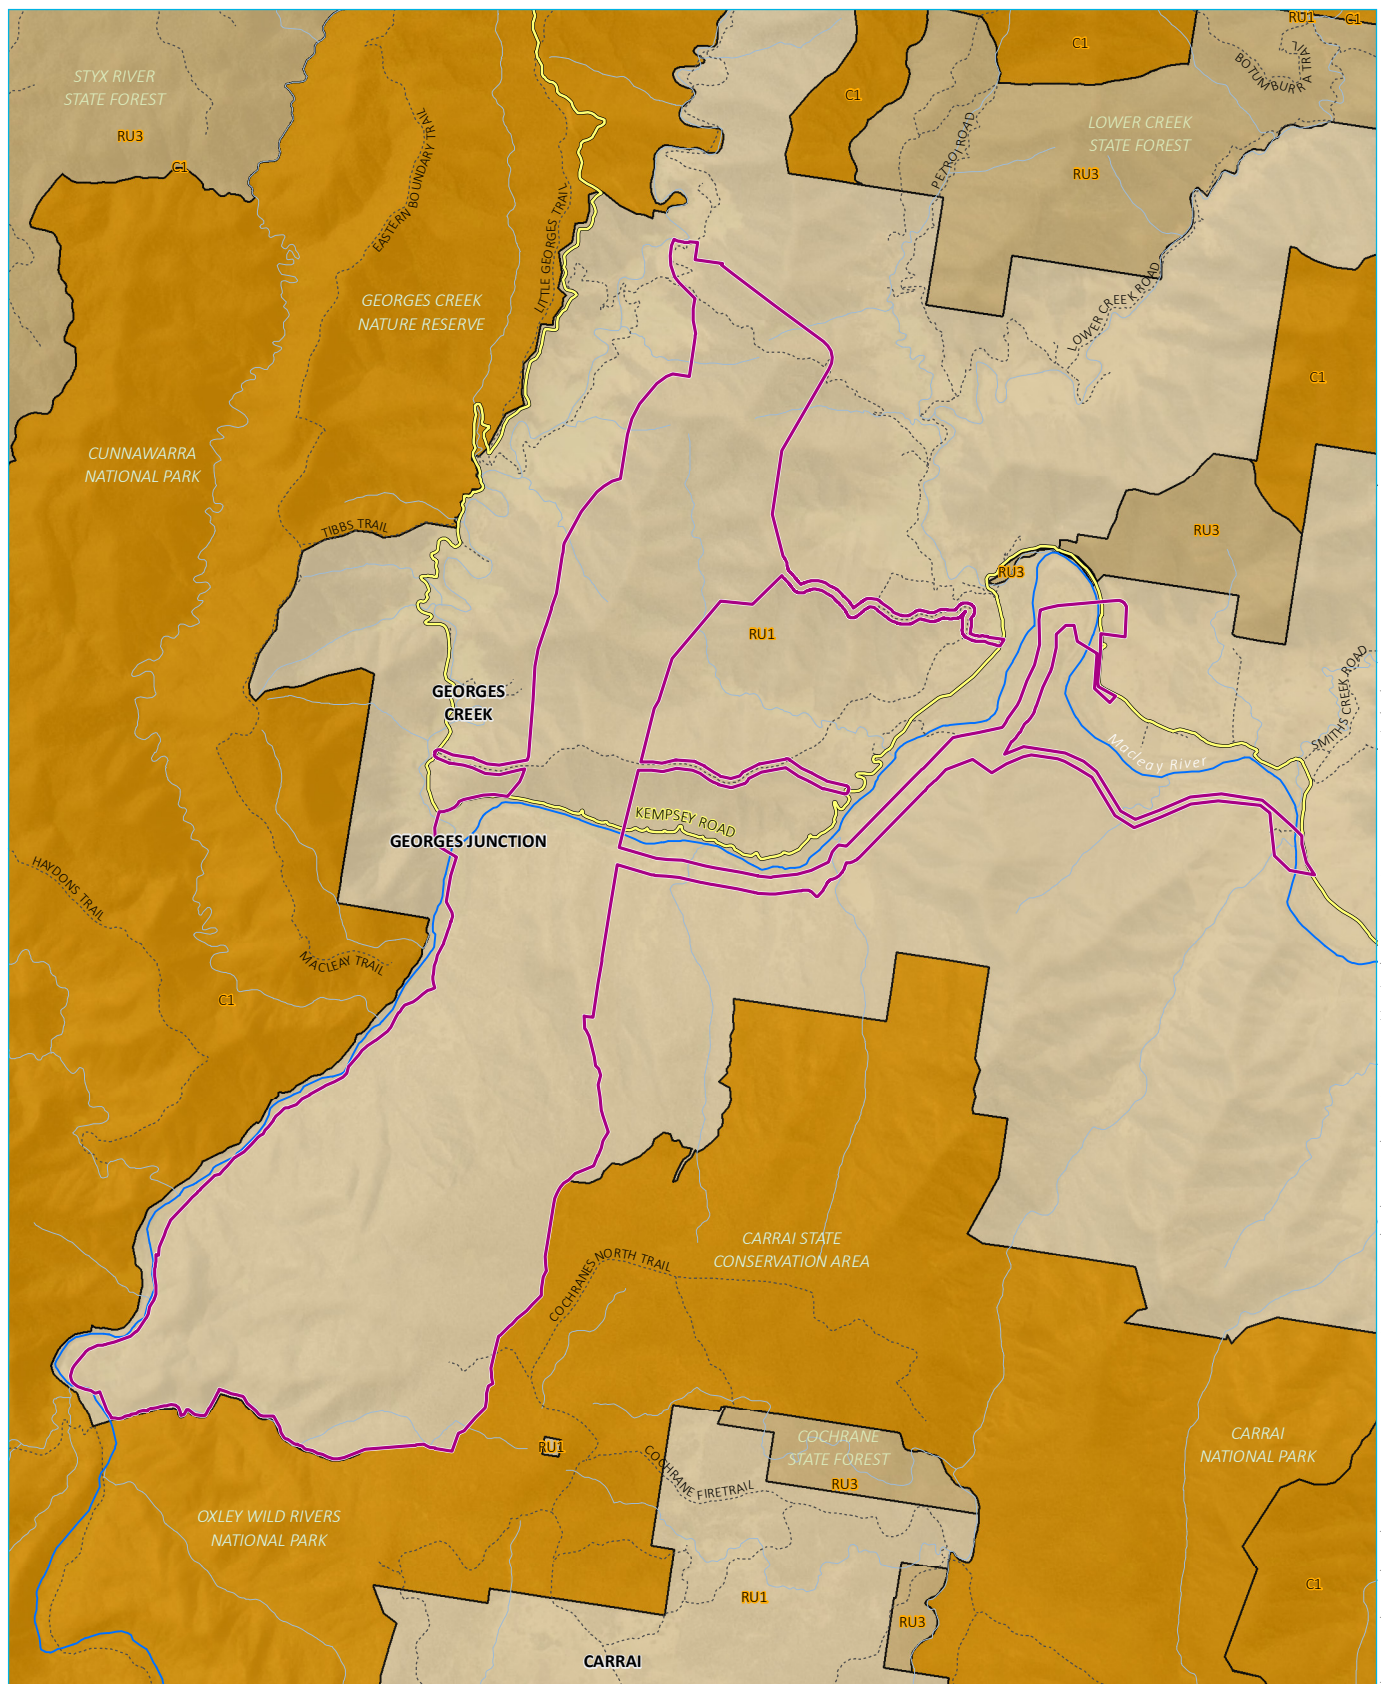 RU1
C1
STYX RIVER
STATE FOREST
RU3
C1
C1
C1
BOTUMBURRA TRAIL
EASTERN BOUNDARY TRAIL
PETROI ROAD
LOWER CREEK
STATE FOREST
RU3
LITTLE GEORGES TRAIL
GEORGES CREEK
NATURE RESERVE
LOWER CREEK ROAD
C1
CUNNAWARRA
NATIONAL PARK
TIBBS TRAIL
RU3
RU3
RU1
GEORGES
CREEK
SMITHS CREEK ROAD
Macleay River
KEMPSEY ROAD
GEORGES JUNCTION
HAYDONS TRAIL
MACLEAY TRAIL
C1
CARRAI STATE
CONSERVATION AREA
COCHRANES NORTH TRAIL
RU1
COCHRANE
STATE FOREST
RU3
CARRAI
NATIONAL PARK
COCHRANE FIRETRAIL
OXLEY WILD RIVERS
NATIONAL PARK
RU1
C1
RU3
CARRAI